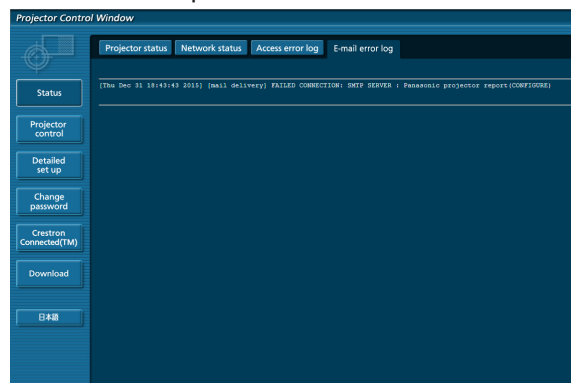 Projector Control Window
Projector status
Network status
Access error log
E-mail error log
[Thu Dec 31 18:43:43 2015] [mail delivery] FAILED CONNECTION: SMTP SERVER : Panasonic projector report(CONFIGURE)
Status
Projector
control
Detailed
set up
Change
password
Crestron
Connected(TM)
Download
日本語